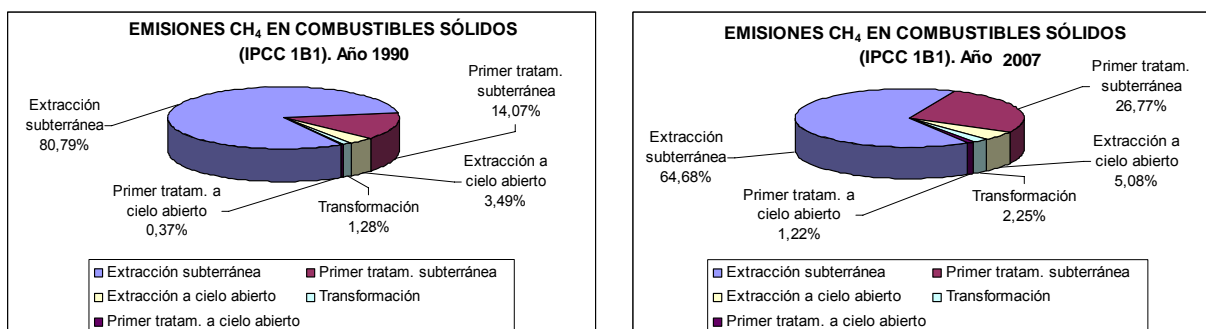 EMISIONES CH₄ EN COMBUSTIBLES SÓLIDOS
(IPCC 1B1). Año 1990
Extracción
subterránea
80,79%
Primer tratam.
subterránea
14,07%
Extracción a
cielo abierto
3,49%
Transformación
1,28%
Primer tratam. a
cielo abierto
0,37%
Extracción subterránea
Primer tratam. subterránea
Extracción a cielo abierto
Transformación
Primer tratam. a cielo abierto
EMISIONES CH₄ EN COMBUSTIBLES SÓLIDOS
(IPCC 1B1). Año 2007
Extracción
subterránea
64,68%
Primer tratam.
subterránea
26,77%
Extracción a
cielo abierto
5,08%
Transformación
2,25%
Primer tratam. a
cielo abierto
1,22%
Extracción subterránea
Primer tratam. subterránea
Extracción a cielo abierto
Transformación
Primer tratam. a cielo abierto